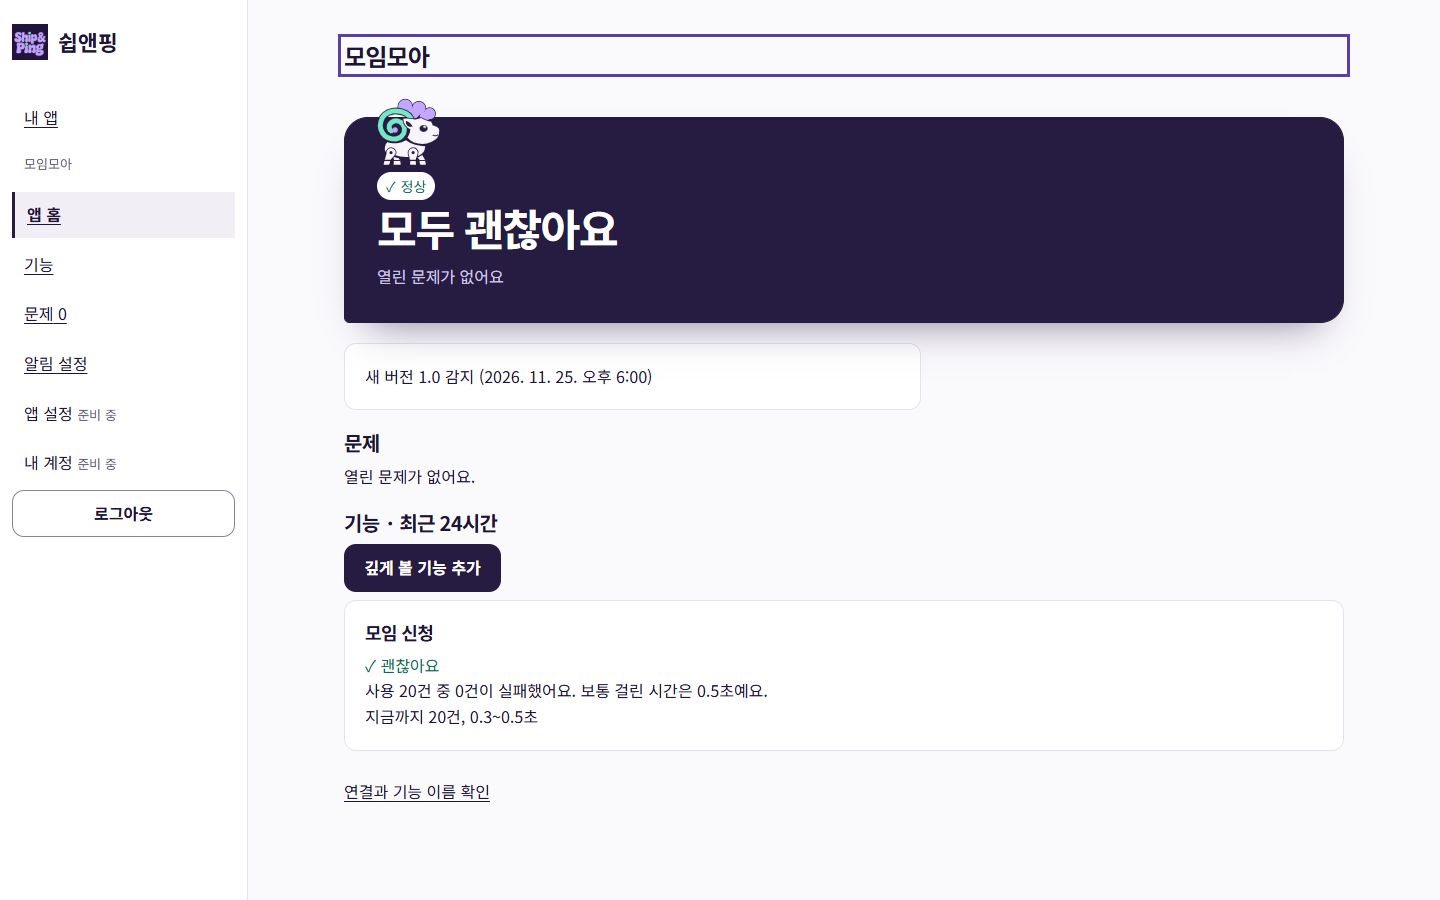 Ship&
Ping
쉽앤핑
내 앱
모임모아
앱 홈
기능
문제 0
알림 설정
앱 설정 준비 중
내 계정 준비 중
로그아웃
모임모아
✓ 정상
모두 괜찮아요
열린 문제가 없어요
새 버전 1.0 감지 (2026. 11. 25. 오후 6:00)
문제
열린 문제가 없어요.
기능 · 최근 24시간
깊게 볼 기능 추가
모임 신청
✓ 괜찮아요
사용 20건 중 0건이 실패했어요. 보통 걸린 시간은 0.5초예요.
지금까지 20건, 0.3~0.5초
연결과 기능 이름 확인